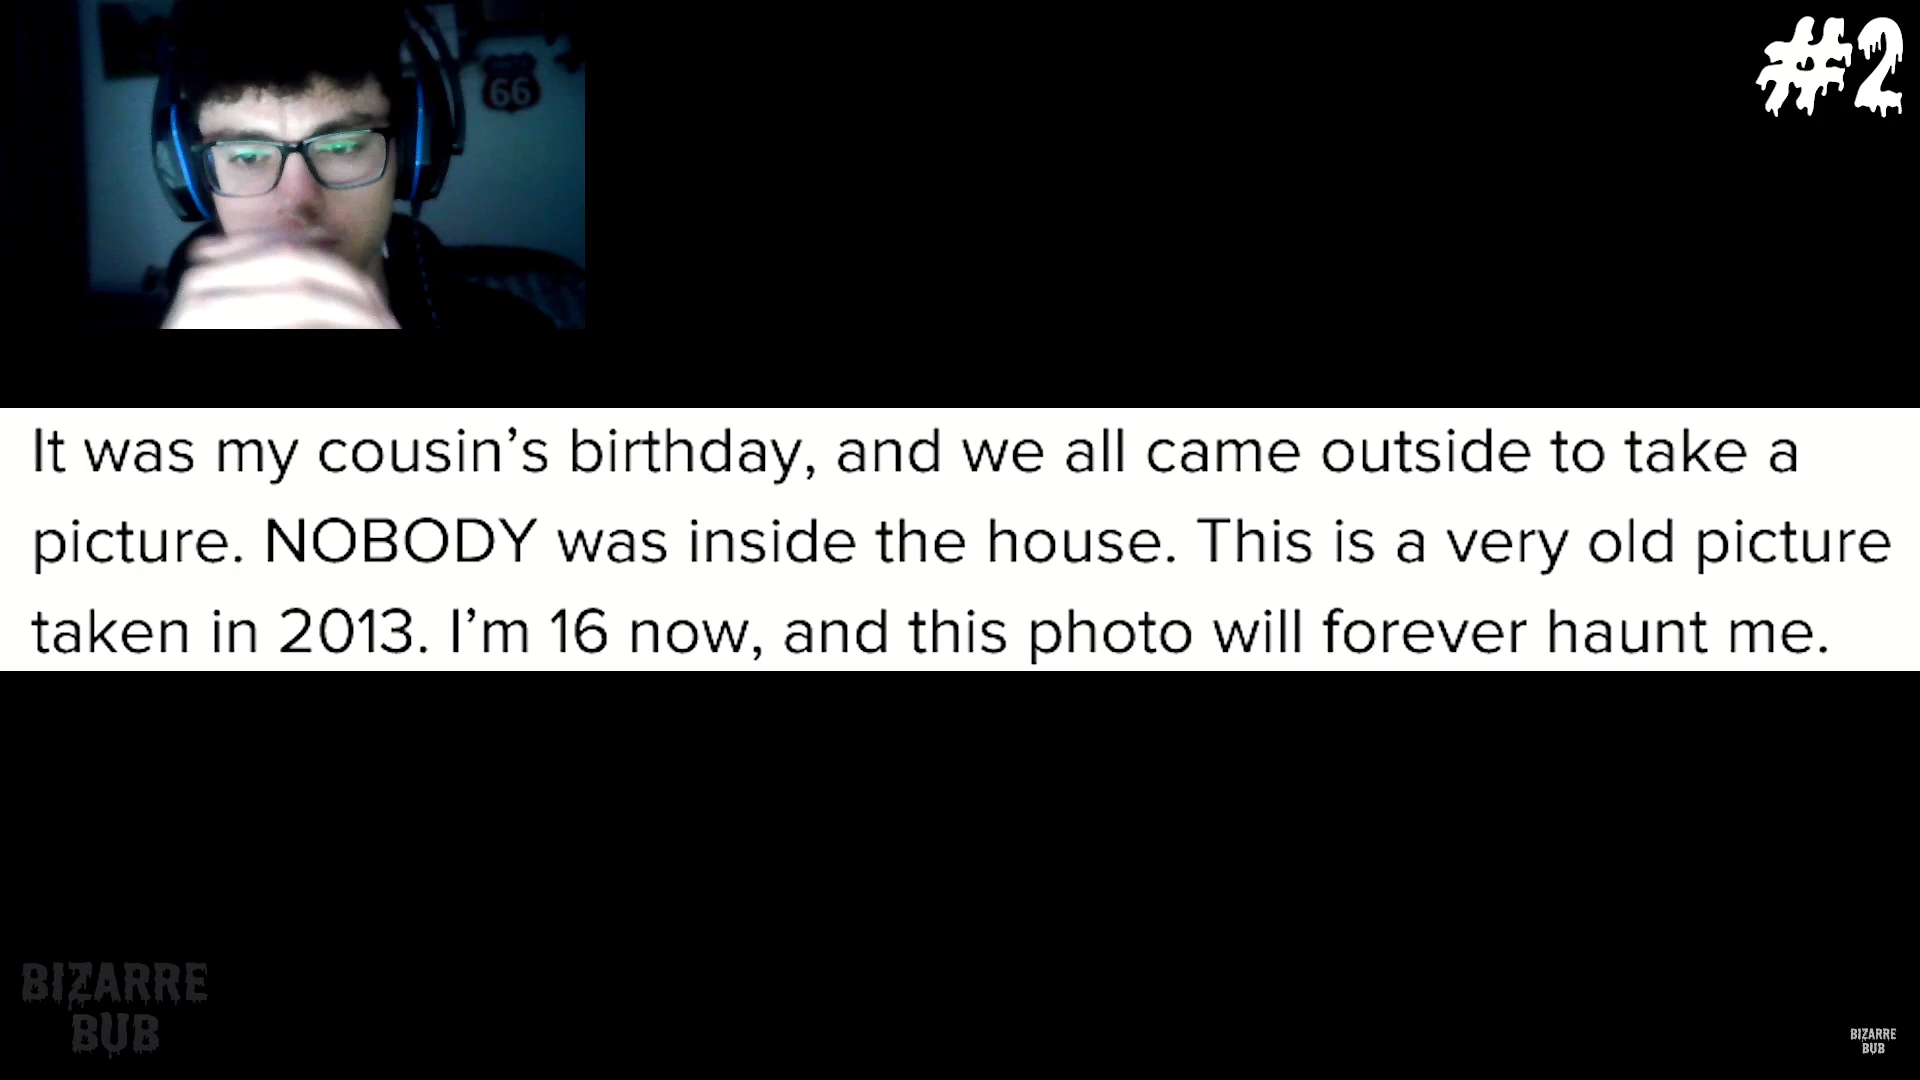 66
#2
It was my cousin’s birthday, and we all came outside to take a
picture. NOBODY was inside the house. This is a very old picture
taken in 2013. I’m 16 now, and this photo will forever haunt me.
BIZARRE
BUB
BIZARRE
BUB